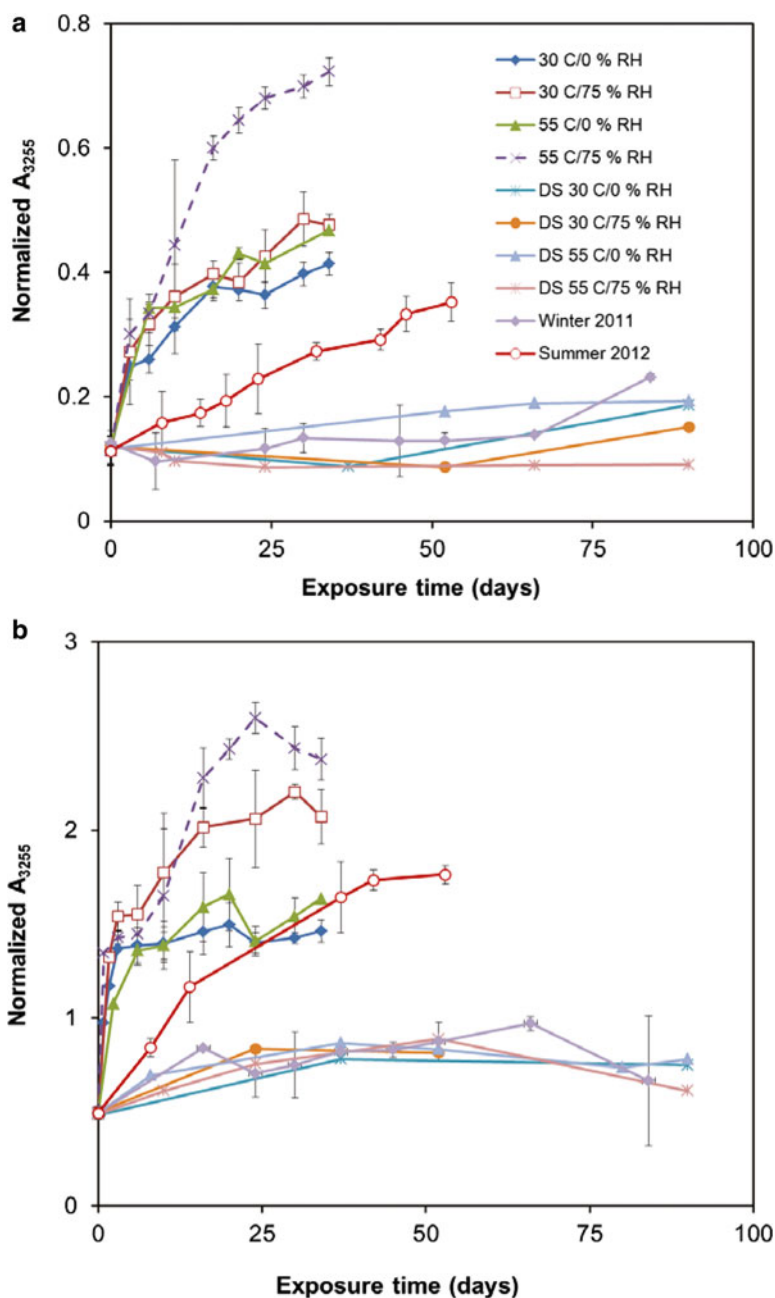 a
0.8
0.6
0.4
0.2
0
Normalized A3255
30 C/0 % RH
30 C/75 % RH
55 C/0 % RH
55 C/75 % RH
DS 30 C/0 % RH
DS 30 C/75 % RH
DS 55 C/0 % RH
DS 55 C/75 % RH
Winter 2011
Summer 2012
0 25 50 75 100
Exposure time (days)
b
3
2
1
0
Normalized A3255
0 25 50 75 100
Exposure time (days)